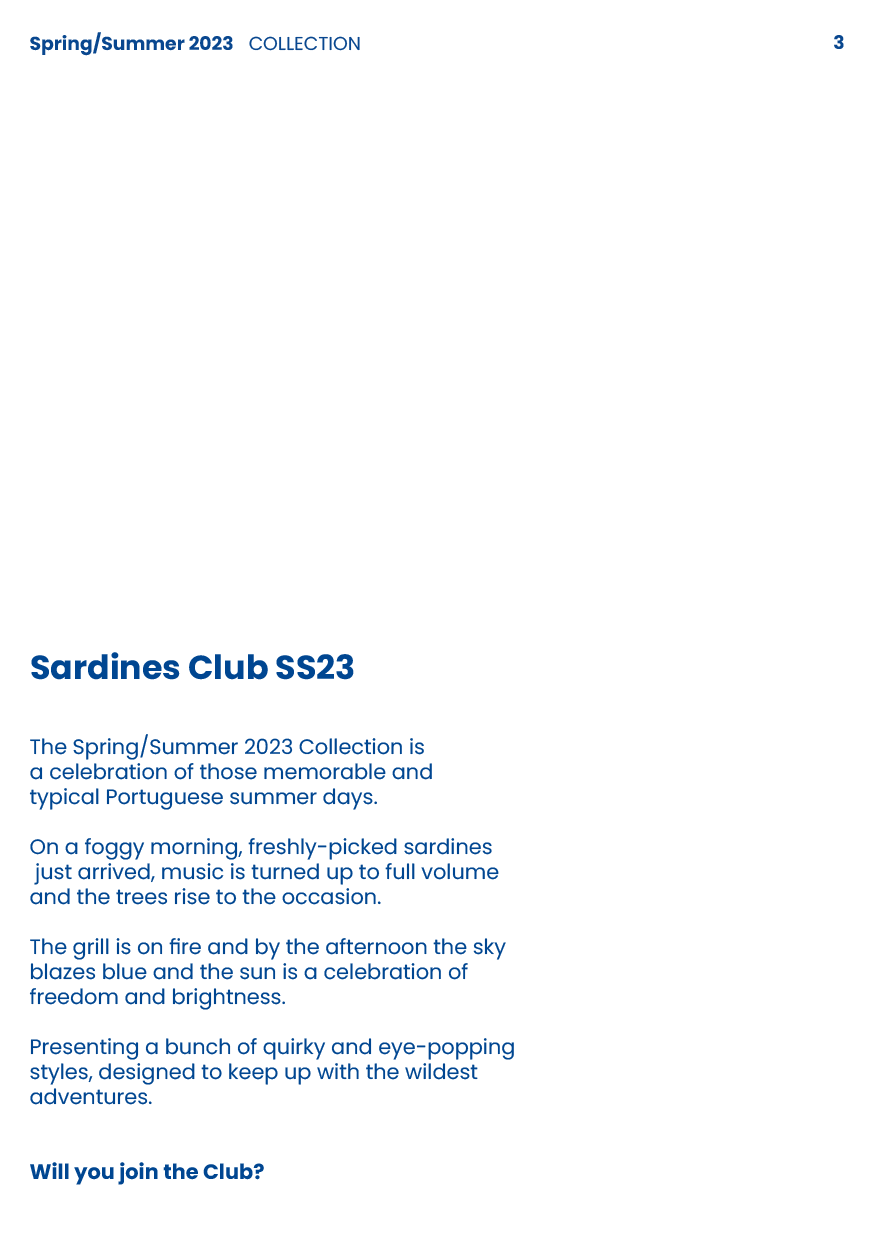 Spring/Summer 2023 COLLECTION 3
Sardines Club SS23
The Spring/Summer 2023 Collection is
a celebration of those memorable and
typical Portuguese summer days.
On a foggy morning, freshly-picked sardines
just arrived, music is turned up to full volume
and the trees rise to the occasion.
The grill is on fire and by the afternoon the sky
blazes blue and the sun is a celebration of
freedom and brightness.
Presenting a bunch of quirky and eye-popping
styles, designed to keep up with the wildest
adventures.
Will you join the Club?